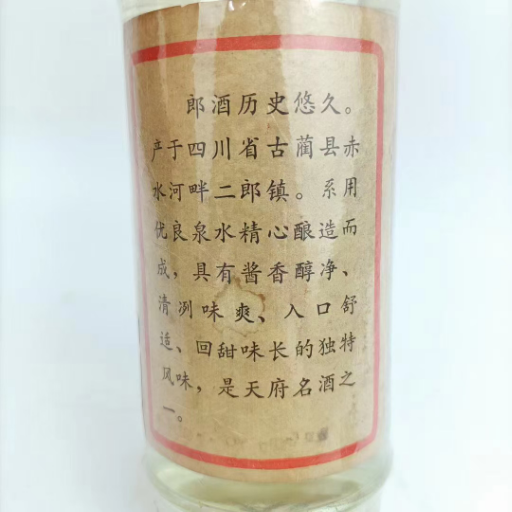 郎酒历史悠久。
产于四川省古蔺县赤
水河畔二郎镇。系用
优良泉水精心酿造而
成，具有酱香醇净、
清冽味爽、入口舒
适、回甜味长的独特
风味，是天府名酒之
一。